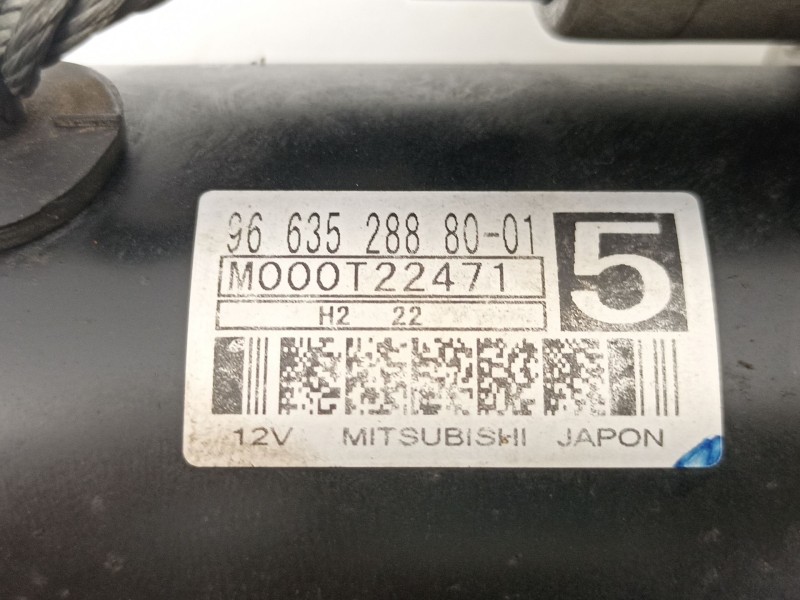 96 635 288 80-01
M000T22471
5
H2 22
12V MITSUBISHI JAPON